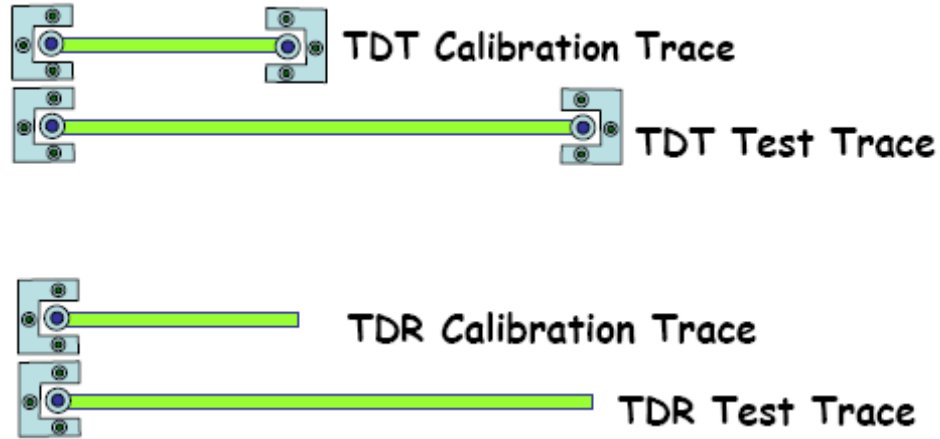 TDT Calibration Trace
TDT Test Trace
TDR Calibration Trace
TDR Test Trace